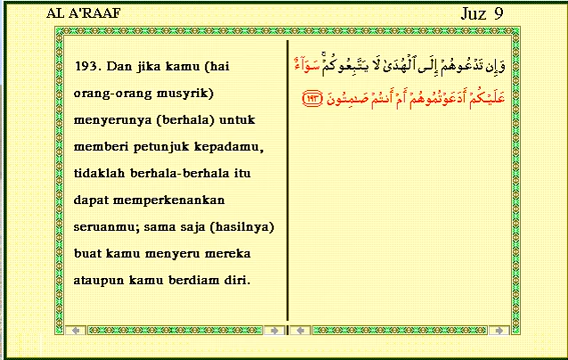 AL A'RAAF
Juz 9
193. Dan jika kamu (hai
orang-orang musyrik)
menyerunya (berhala) untuk
memberi petunjuk kepadamu,
tidaklah berhala-berhala itu
dapat memperkenankan
seruanmu; sama saja (hasilnya)
buat kamu menyeru mereka
ataupun kamu berdiam diri.
وَإِن تَدْعُوهُمْ إِلَى ٱلْهُدَىٰ لَا يَتَّبِعُوكُمْ ۚ سَوَآءٌ
عَلَيْكُمْ أَدَعَوْتُمُوهُمْ أَمْ أَنتُمْ صَـٰمِتُونَ ﴿١٩٣﴾